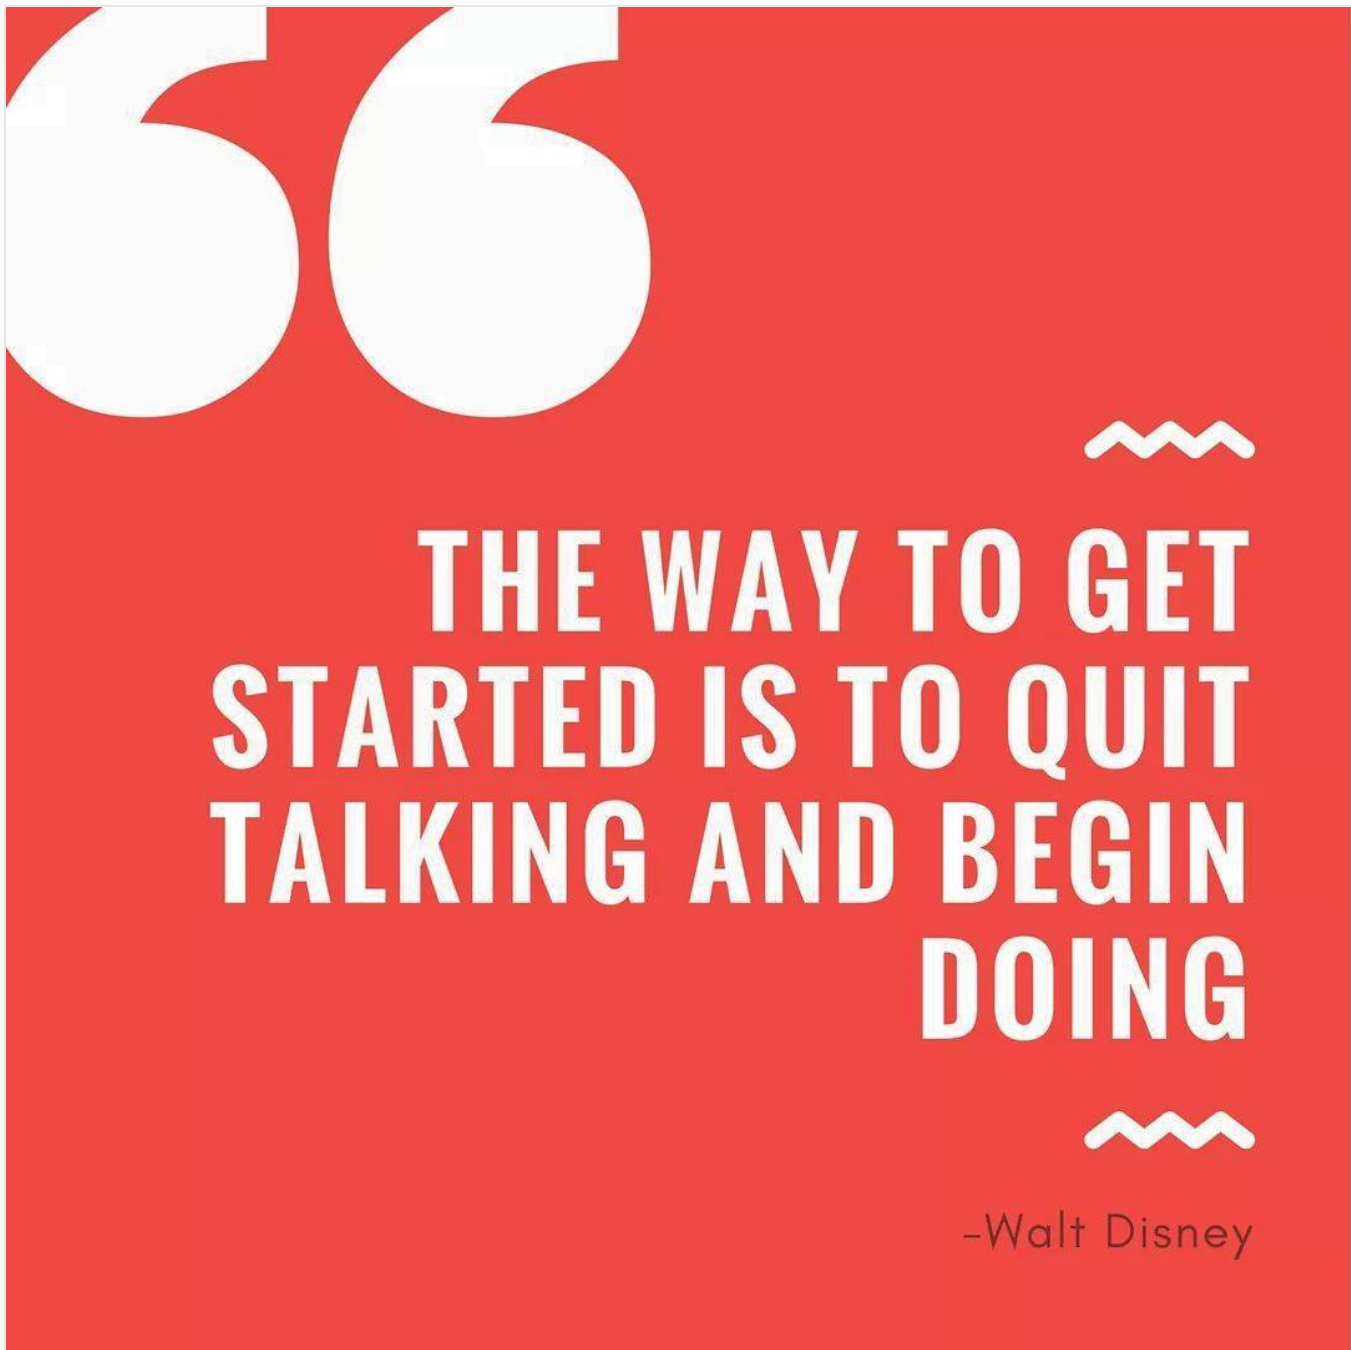 “
THE WAY TO GET
STARTED IS TO QUIT
TALKING AND BEGIN
DOING
-Walt Disney